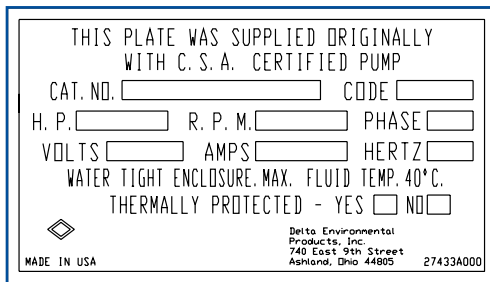 THIS PLATE WAS SUPPLIED ORIGINALLY
WITH C.S.A. CERTIFIED PUMP
CAT. NO. CODE
H.P. R.P.M. PHASE
VOLTS AMPS HERTZ
WATER TIGHT ENCLOSURE. MAX. FLUID TEMP. 40°C.
THERMALLY PROTECTED - YES NO
Delta Environmental
Products, Inc.
740 East 9th Street
Ashland, Ohio 44805
MADE IN USA 27433A000